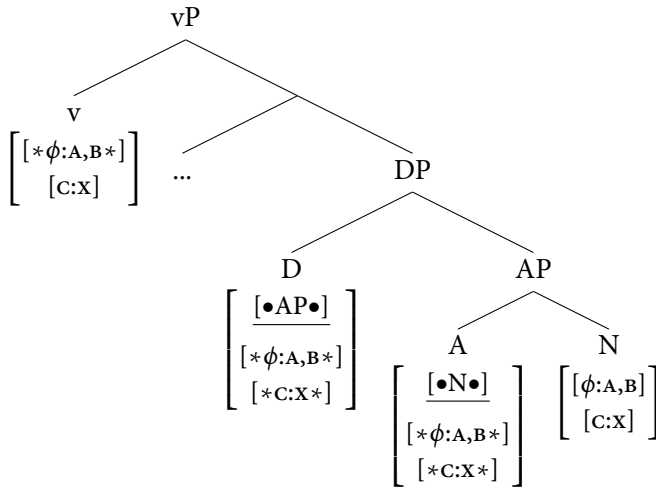 vP
v
[∗ϕ:A,B∗]
[C:X]
...
DP
D
[●AP●]
[∗ϕ:A,B∗]
[∗C:X∗]
AP
A
[●N●]
[∗ϕ:A,B∗]
[∗C:X∗]
N
[ϕ:A,B]
[C:X]